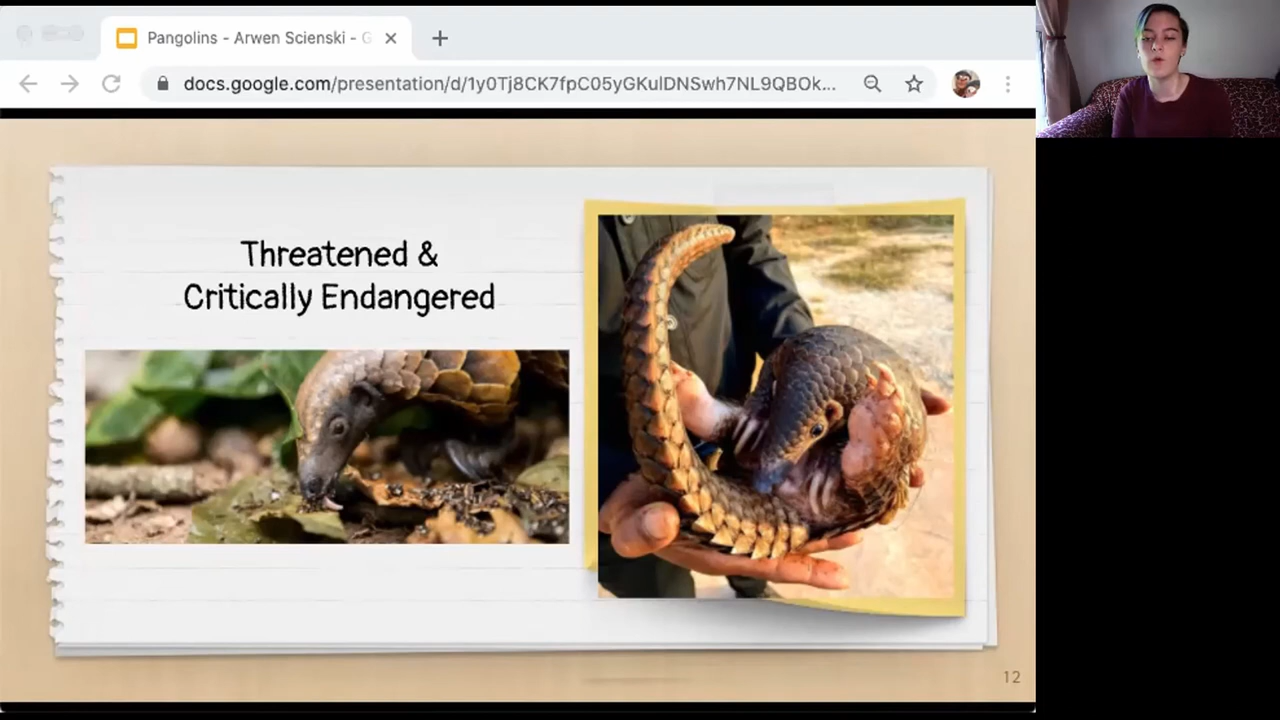 Pangolins - Arwen Scienski - G
docs.google.com/presentation/d/1y0Tj8CK7fpC05yGKulDNSwh7NL9QBOk...
Threatened &
Critically Endangered
12